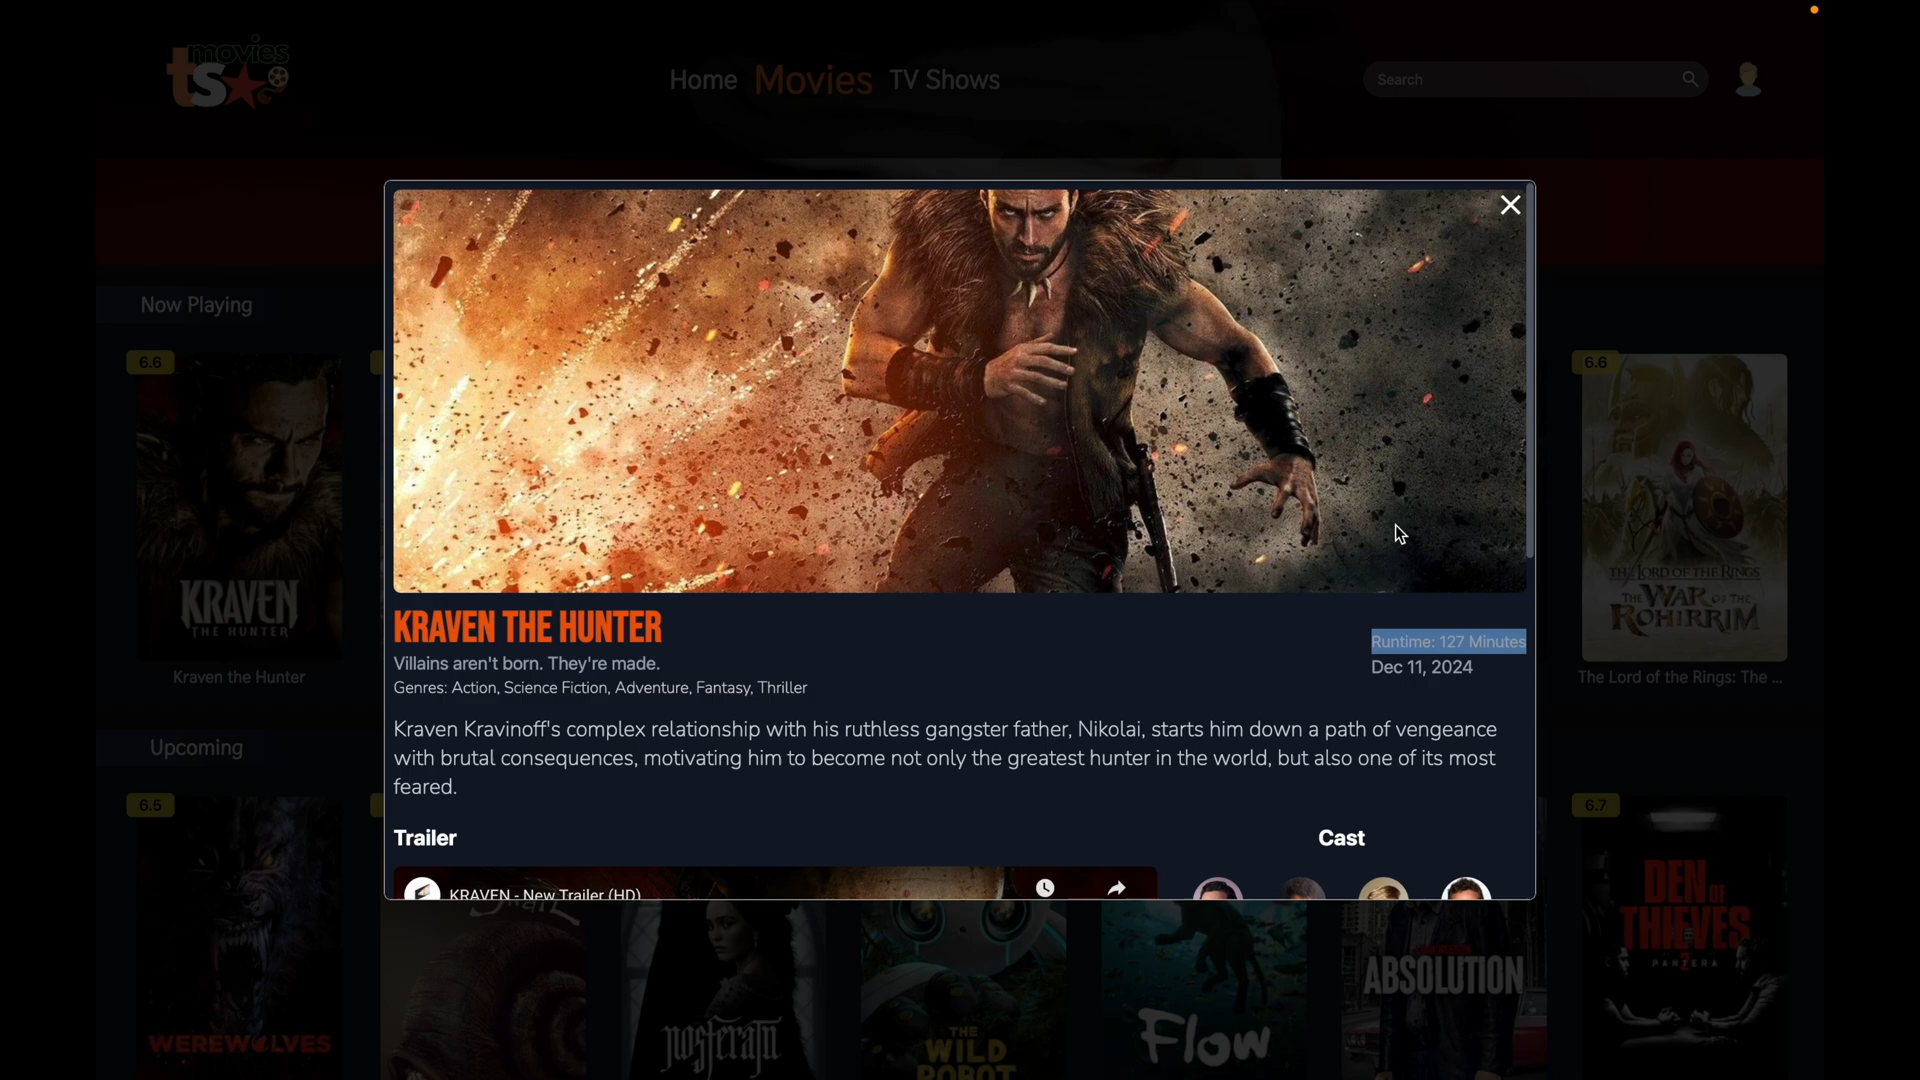 movies
ts
Home Movies TV Shows
Search
Now Playing
6.6
6.6
KRAVEN
THE HUNTER
THE LORD OF THE RINGS
THE WAR OF THE
ROHIRRIM
Kraven the Hunter
The Lord of the Rings: The ...
KRAVEN THE HUNTER
Runtime: 127 Minutes
Villains aren't born. They're made.
Dec 11, 2024
Genres: Action, Science Fiction, Adventure, Fantasy, Thriller
Kraven Kravinoff's complex relationship with his ruthless gangster father, Nikolai, starts him down a path of vengeance
with brutal consequences, motivating him to become not only the greatest hunter in the world, but also one of its most
feared.
Upcoming
6.5
6.7
Trailer
Cast
KRAVEN - New Trailer (HD)
DEN OF
THIEVES
2
PANTERA
WEREWOLVES
nosferatu
THE
WILD
ROBOT
Flow
ABSOLUTION